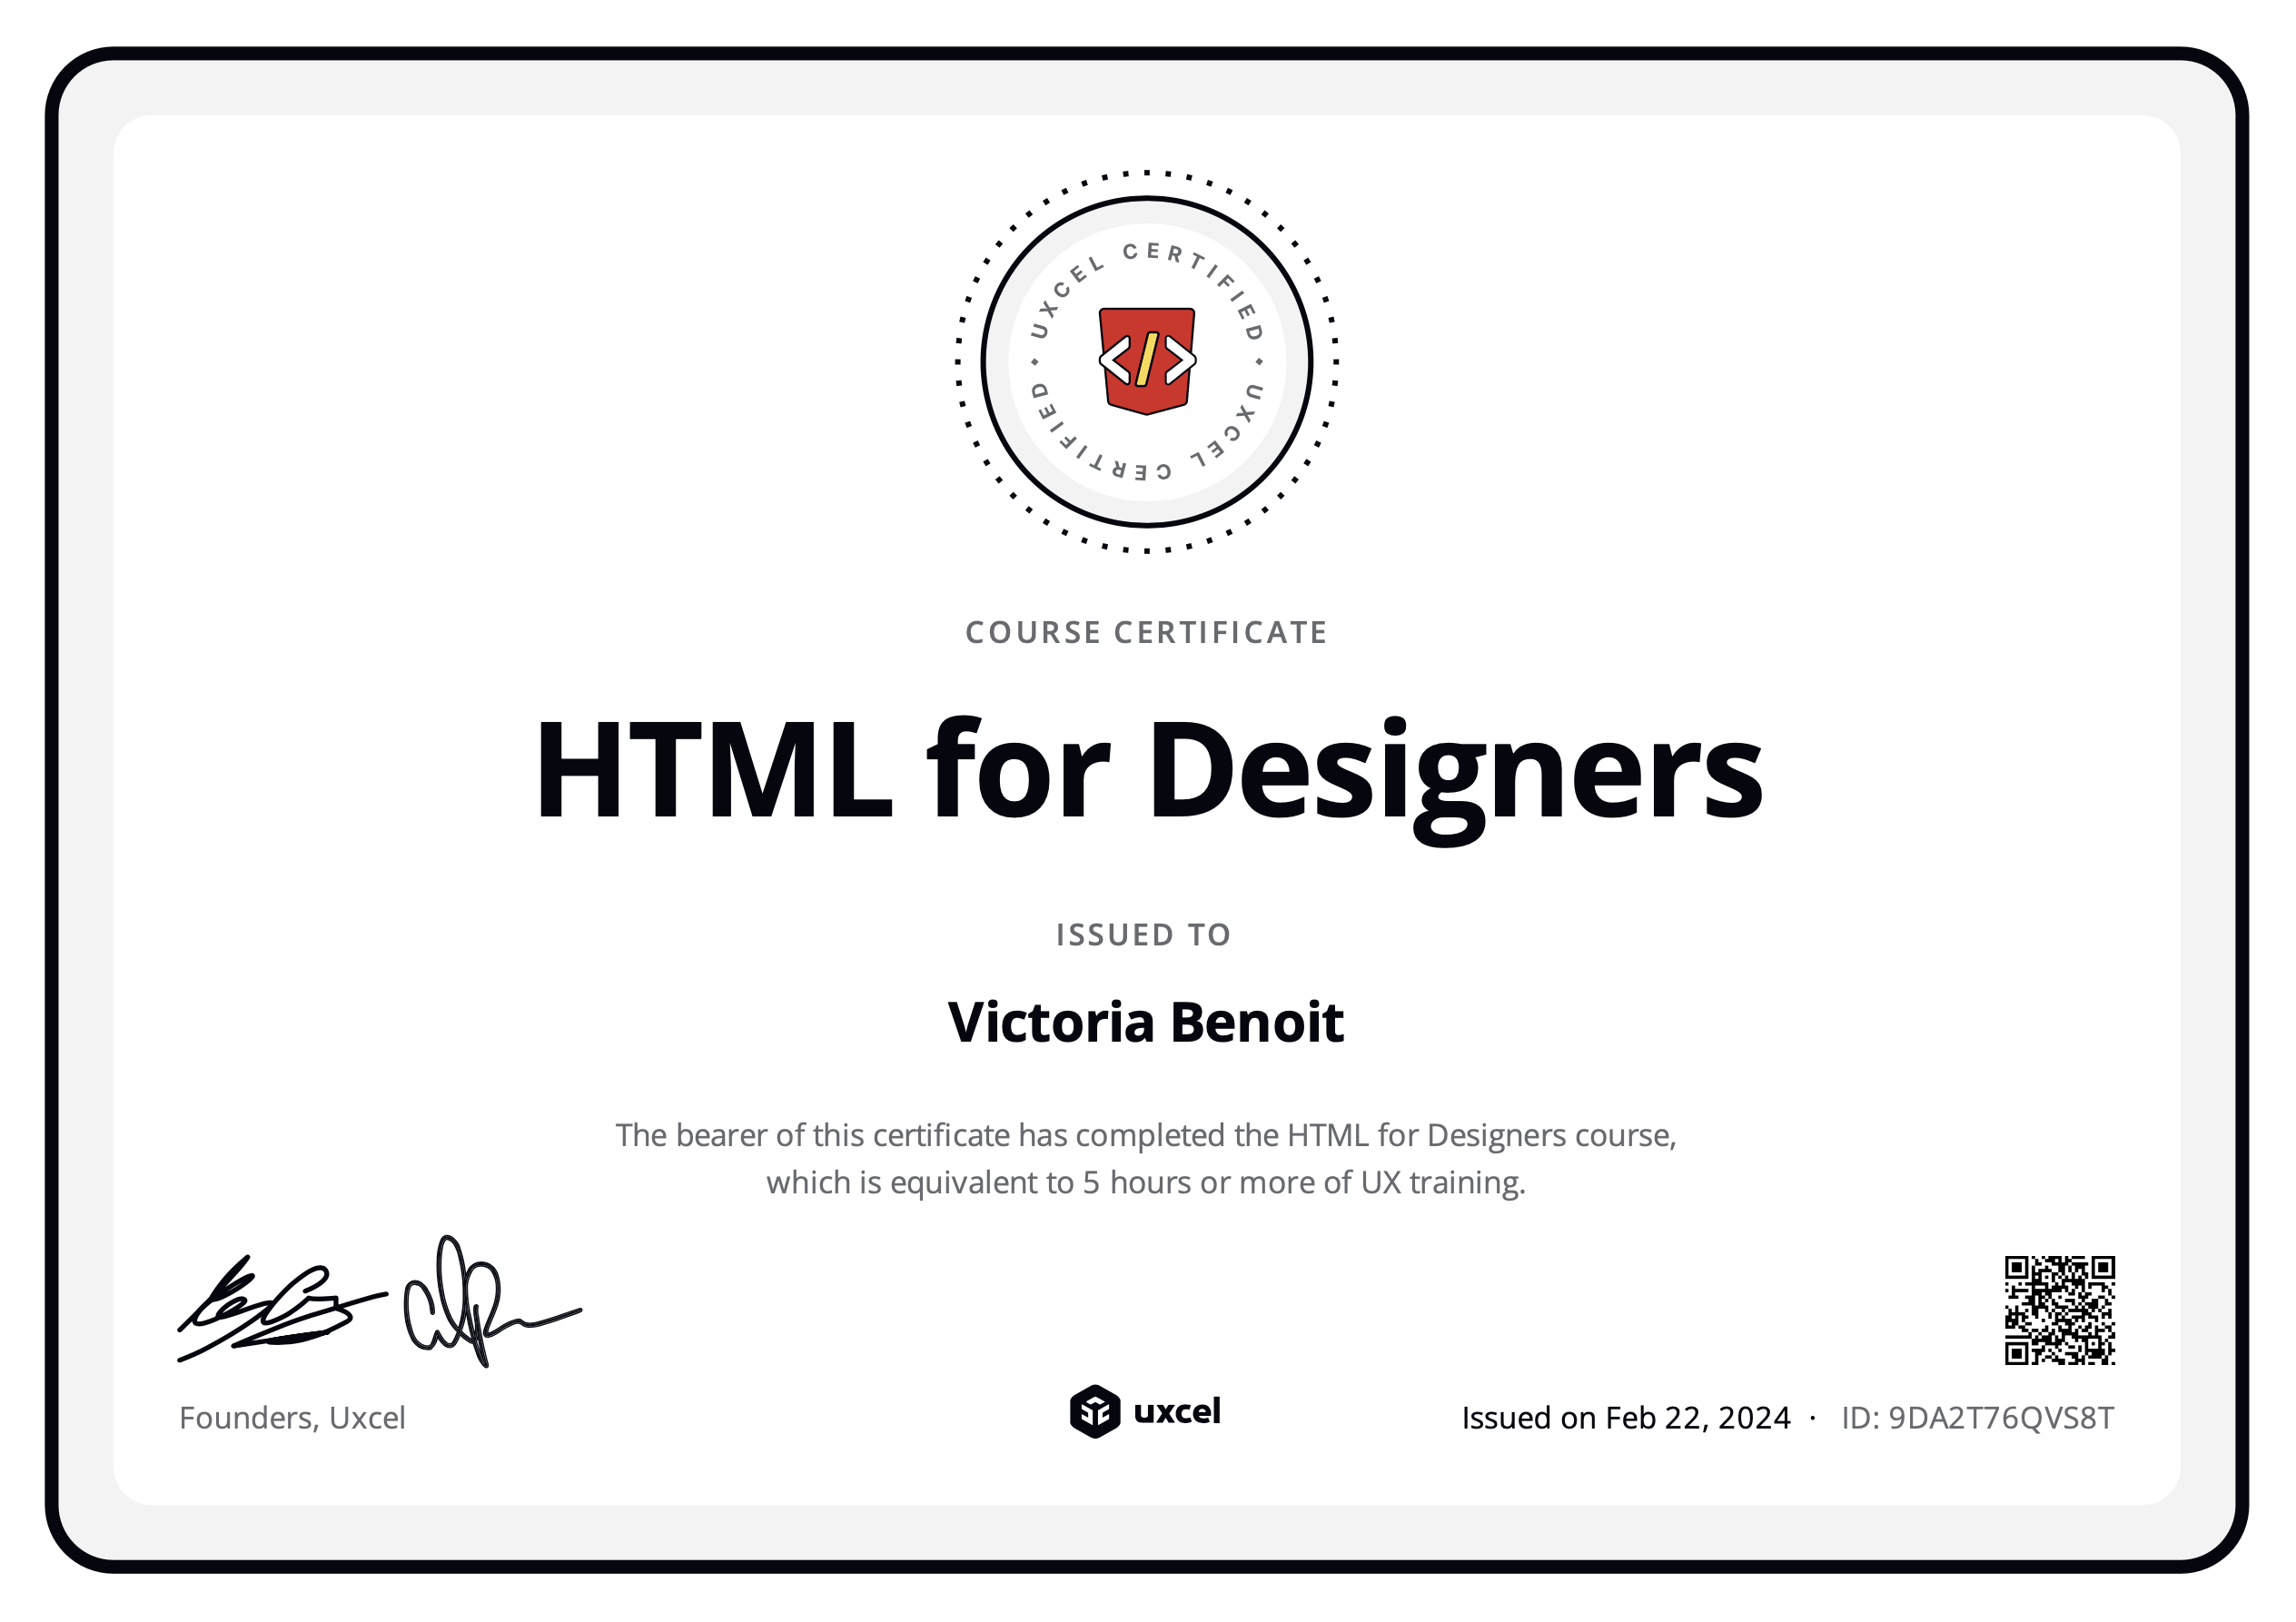 UXCEL CERTIFIED • UXCEL CERTIFIED •
</>
COURSE CERTIFICATE
HTML for Designers
ISSUED TO
Victoria Benoit
The bearer of this certificate has completed the HTML for Designers course,
which is equivalent to 5 hours or more of UX training.
Founders, Uxcel
uxcel
Issued on Feb 22, 2024 · ID: 9DA2T76QVS8T